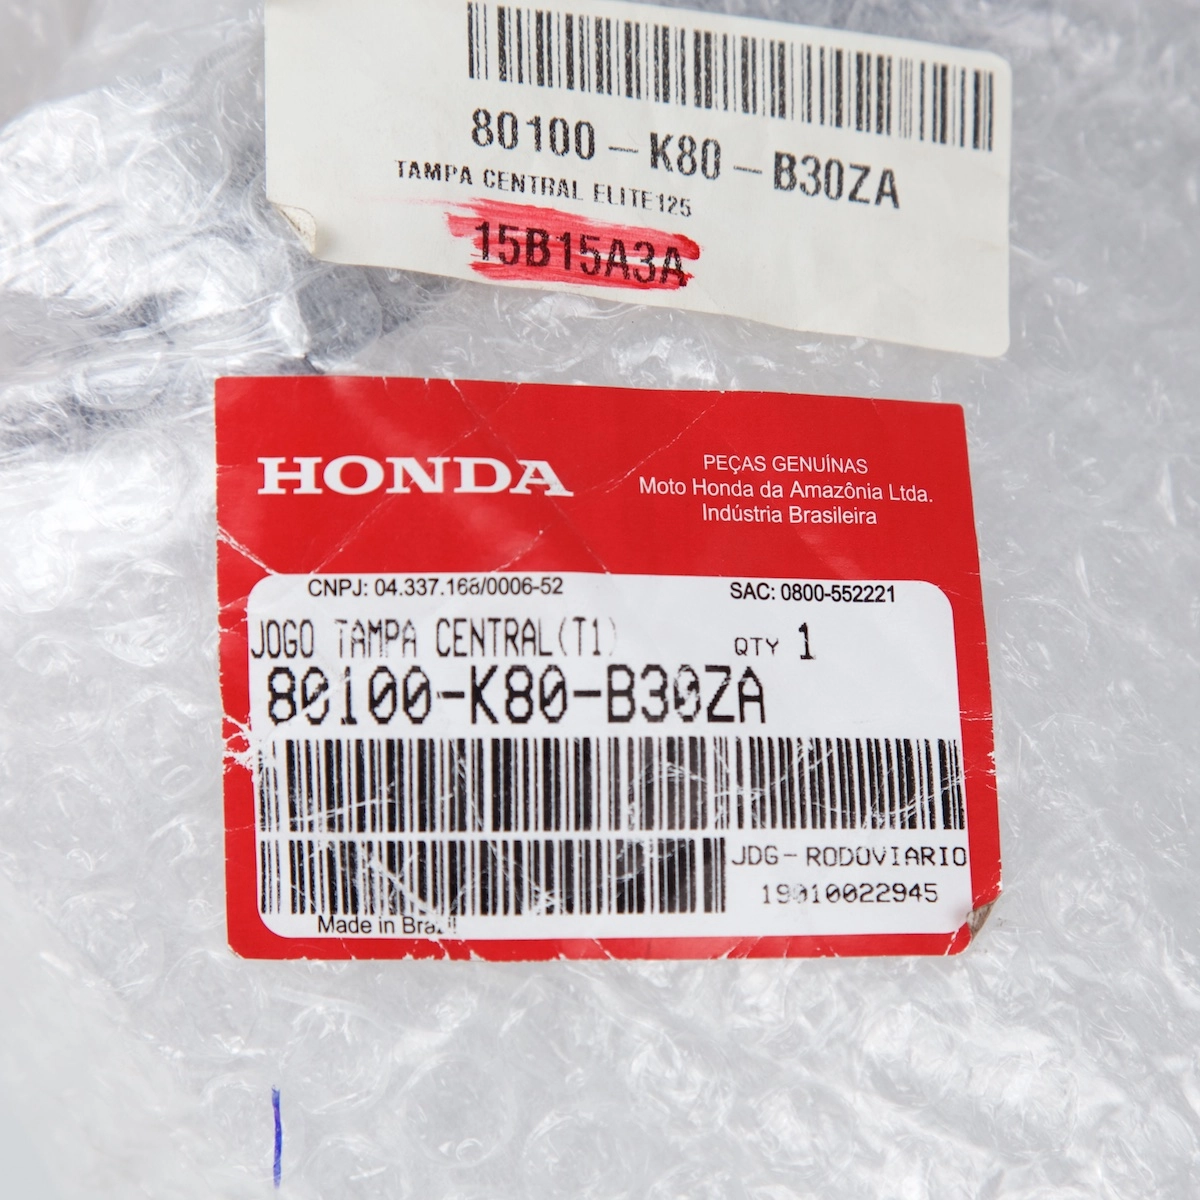 80100-K80-B30ZA
TAMPA CENTRAL ELITE125
15B15A3A
HONDA
PEÇAS GENUÍNAS
Moto Honda da Amazônia Ltda.
Indústria Brasileira
CNPJ: 04.337.168/0006-52
SAC: 0800-552221
JOGO TAMPA CENTRAL(T1)
QTY 1
80100-K80-B30ZA
JDG-RODOVIARIO
19010022945
Made in Brazil